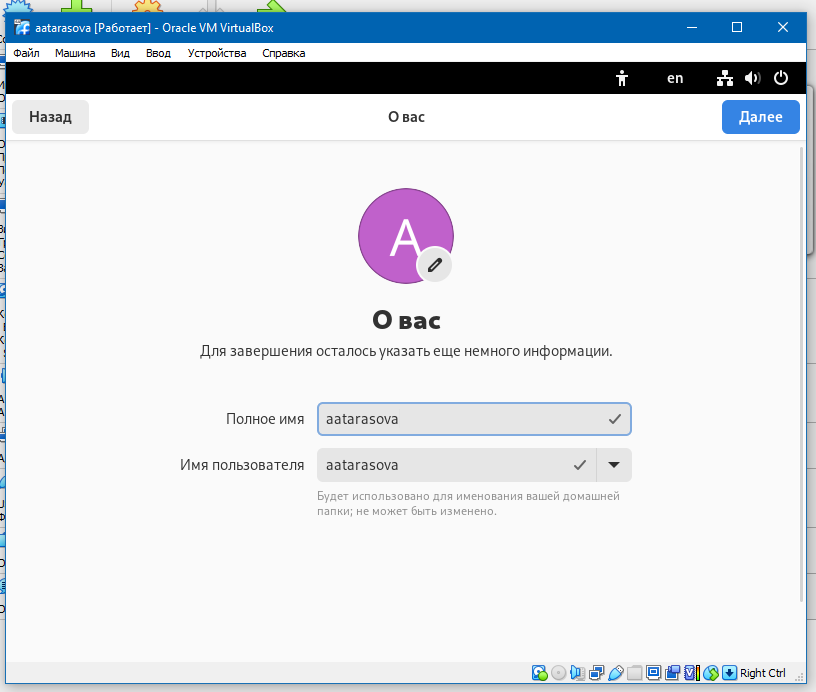 aatarasova [Работает] - Oracle VM VirtualBox
Файл Машина Вид Ввод Устройства Справка
en
Назад О вас Далее
A
О вас
Для завершения осталось указать еще немного информации.
Полное имя aatarasova
Имя пользователя aatarasova
Будет использовано для именования вашей домашней
папки; не может быть изменено.
Right Ctrl